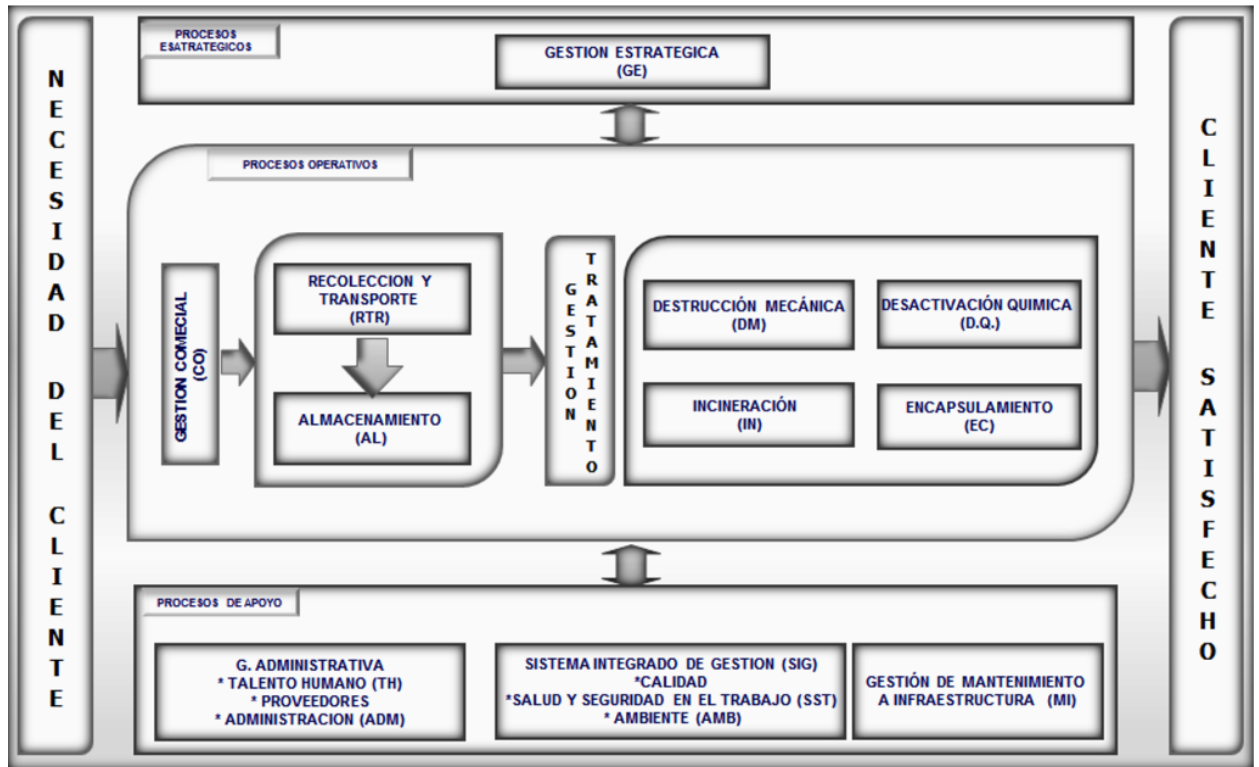 NECESIDAD DEL CLIENTE
PROCESOS
ESATRATEGICOS
GESTION ESTRATEGICA
(GE)
PROCESOS OPERATIVOS
GESTION COMECIAL
(CO)
RECOLECCION Y
TRANSPORTE
(RTR)
ALMACENAMIENTO
(AL)
GESTION
TRATAMIENTO
DESTRUCCIÓN MECÁNICA
(DM)
DESACTIVACIÓN QUIMICA
(D.Q.)
INCINERACIÓN
(IN)
ENCAPSULAMIENTO
(EC)
PROCESOS DE APOYO
G. ADMINISTRATIVA
* TALENTO HUMANO (TH)
* PROVEEDORES
* ADMINISTRACION (ADM)
SISTEMA INTEGRADO DE GESTION (SIG)
*CALIDAD
*SALUD Y SEGURIDAD EN EL TRABAJO (SST)
* AMBIENTE (AMB)
GESTIÓN DE MANTENIMIENTO
A INFRAESTRUCTURA (MI)
CLIENTE SATISFECHO